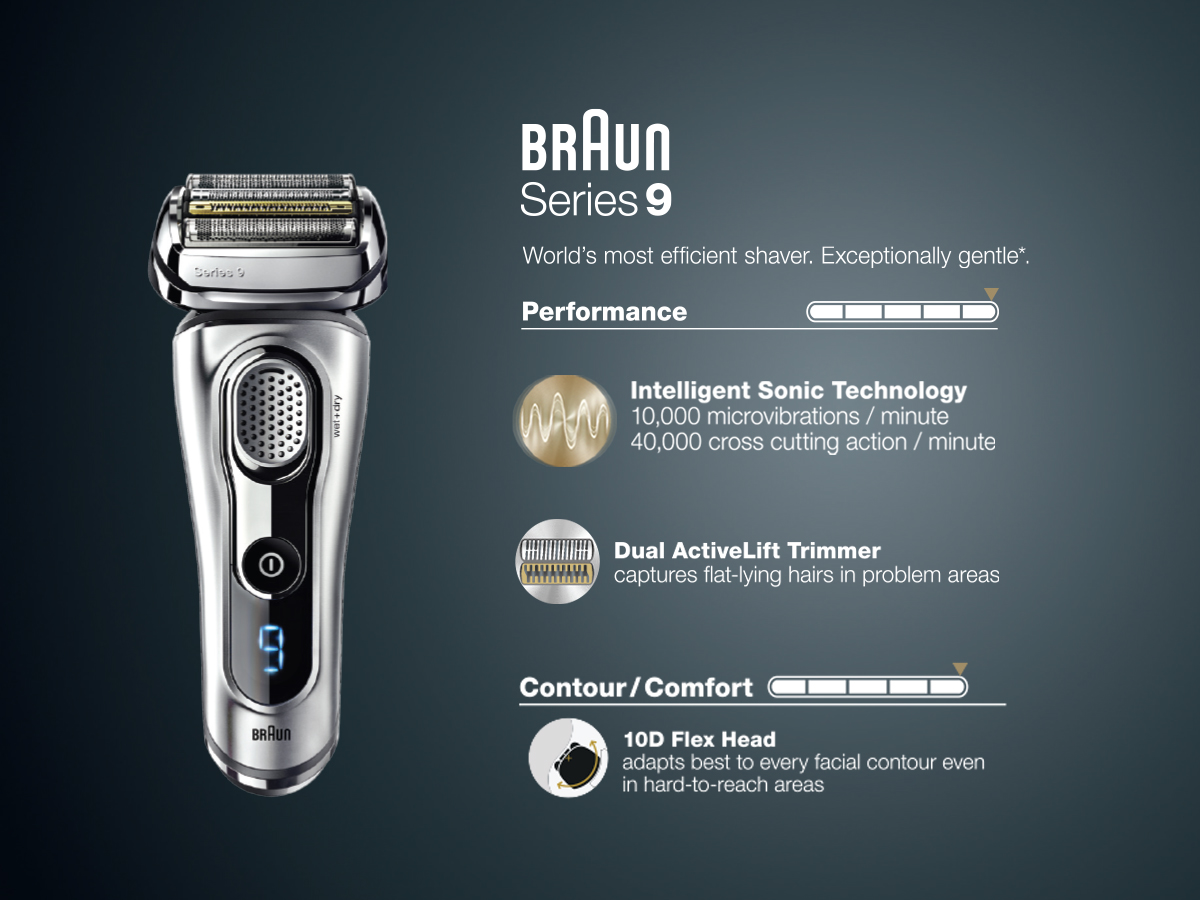 BRAUN
Series 9
World's most efficient shaver. Exceptionally gentle*.
Performance
Intelligent Sonic Technology
10,000 microvibrations / minute
40,000 cross cutting action / minute
Dual ActiveLift Trimmer
captures flat-lying hairs in problem areas
Contour / Comfort
10D Flex Head
adapts best to every facial contour even
in hard-to-reach areas
Series 9
wet+dry
9
BRAUN